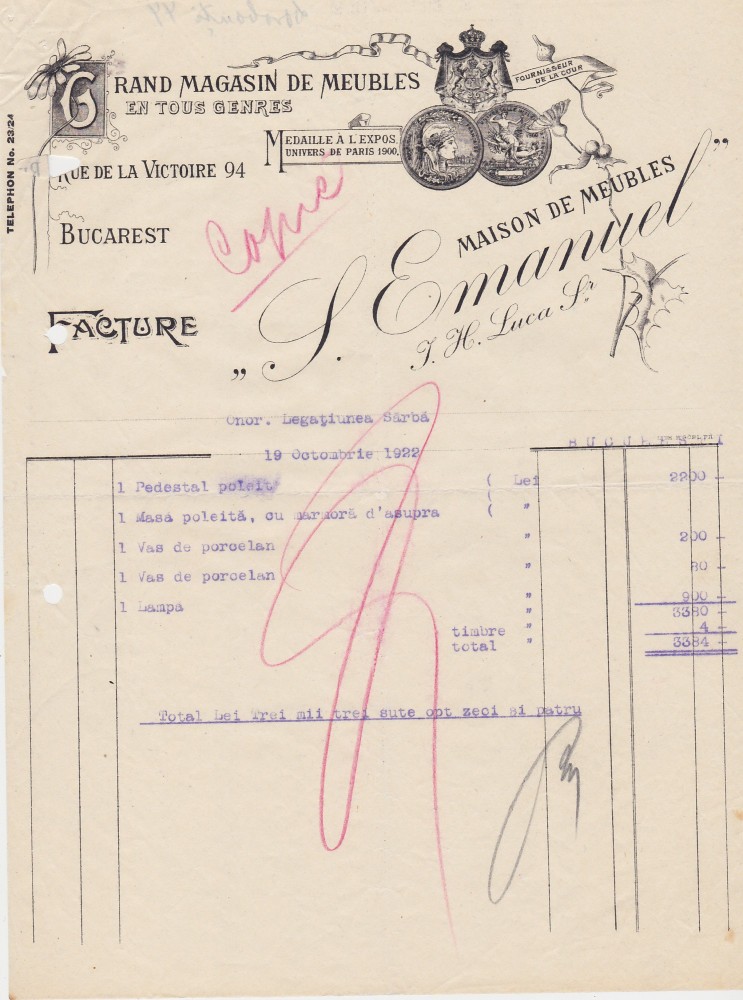 GRAND MAGASIN DE MEUBLES
EN TOUS GENRES
FOURNISSEUR
DE LA COUR
MEDAILLE À L'EXPOS.
UNIVERS DE PARIS 1900.
TELEPHON No. 23/24
RUE DE LA VICTOIRE 94
BUCAREST
Copie
MAISON DE MEUBLES
„S. Emanuel”
I. H. Luca Sr.
FACTURE
Onor. Legaţiunea Sârbă
BUCUREŞTI
19 Octombrie 1922
1 Pedestal poleit ( Lei 2200 -
1 Masă poleită, cu marmoră d'asupra ( "
1 Vas de porcelan " 200 -
1 Vas de porcelan " 80 -
1 Lampă " 900 -
3380 -
timbre " 4 -
total " 3384 -
Total Lei Trei mii trei sute opt zeci si patru